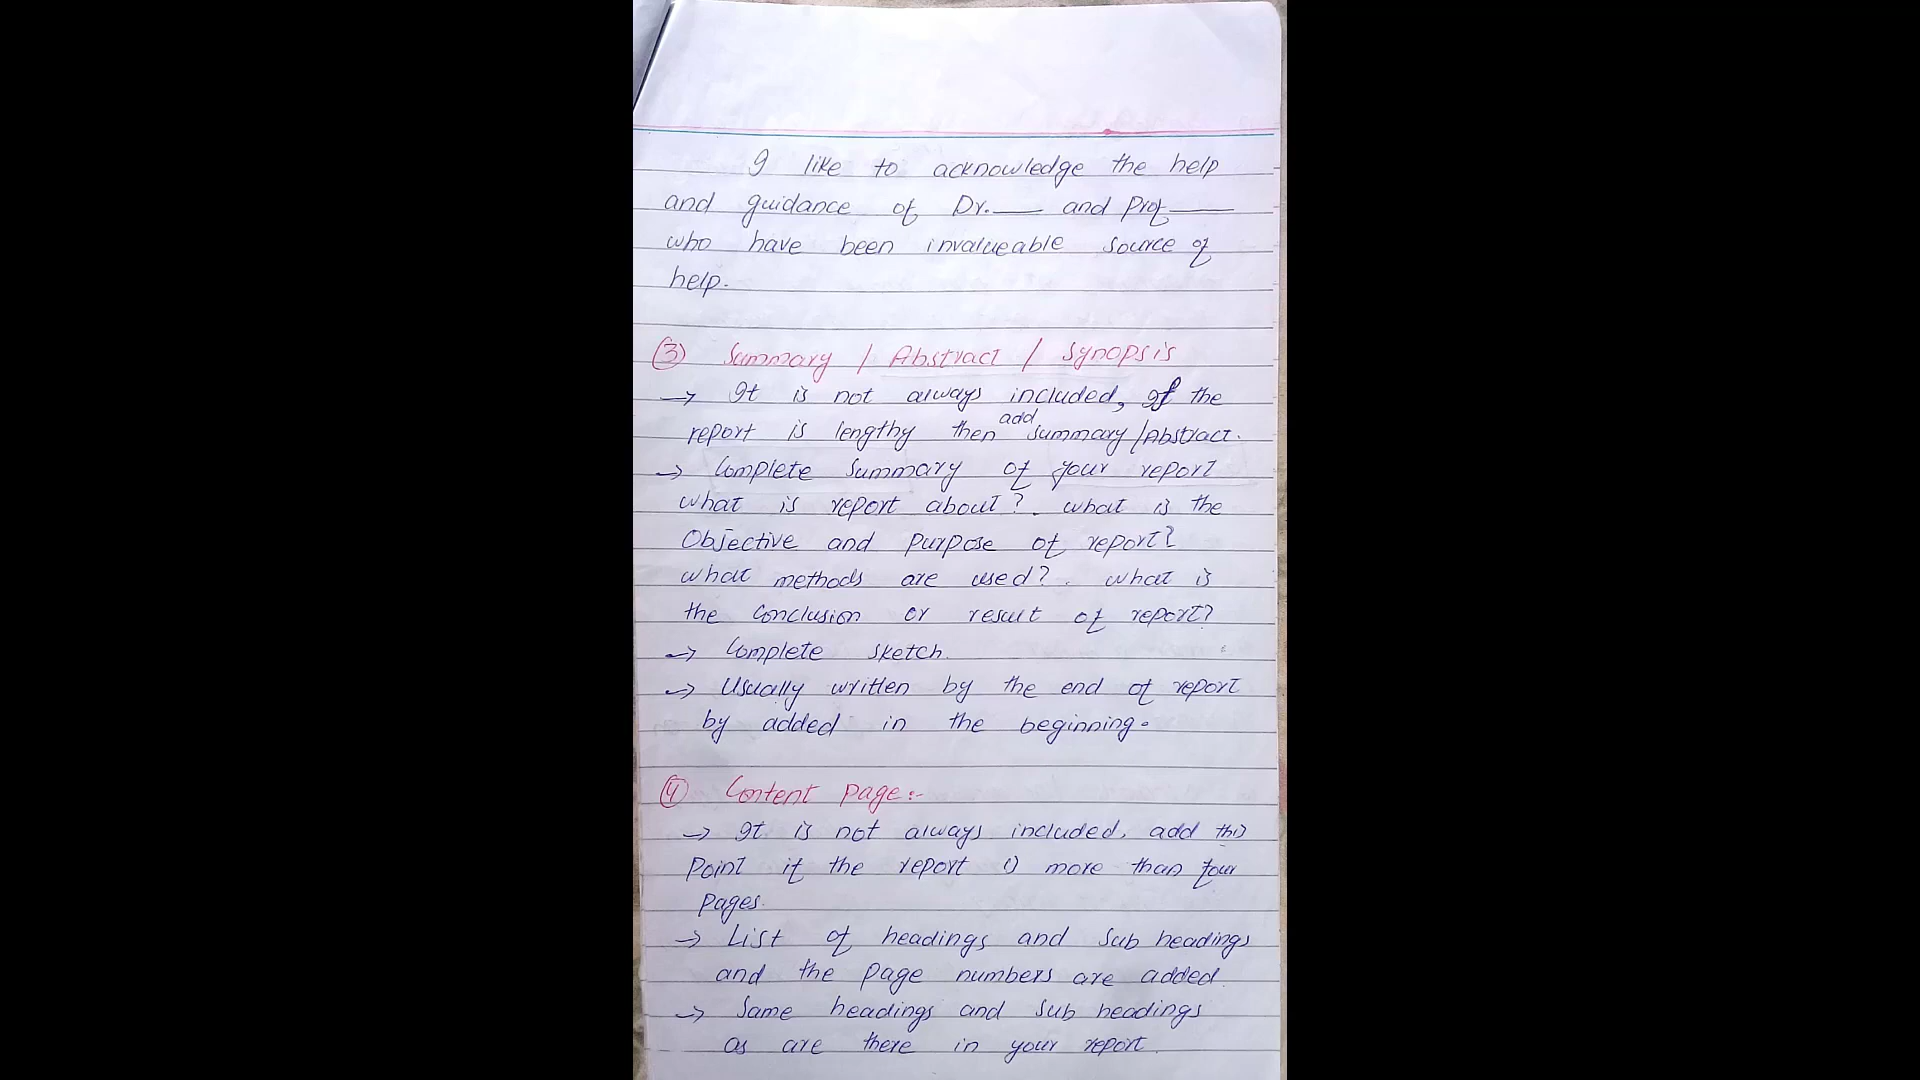 I like to acknowledge the help
and guidance of Dr.____ and Prof____
who have been invalueable source of
help.
③ Summary / Abstract / Synopsis
→ It is not always included, If the
report is lengthy then add summary/Abstract.
→ Complete Summary of your report
what is report about?. what is the
Objective and purpose of report?
what methods are used?. what is
the Conclusion or result of report?
→ Complete sketch.
→ Usually written by the end of report
by added in the beginning.
④ Content page:-
→ It is not always included, add this
point if the report is more than four
pages.
→ List of headings and sub headings
and the page numbers are added.
→ Same headings and sub headings
as are there in your report.